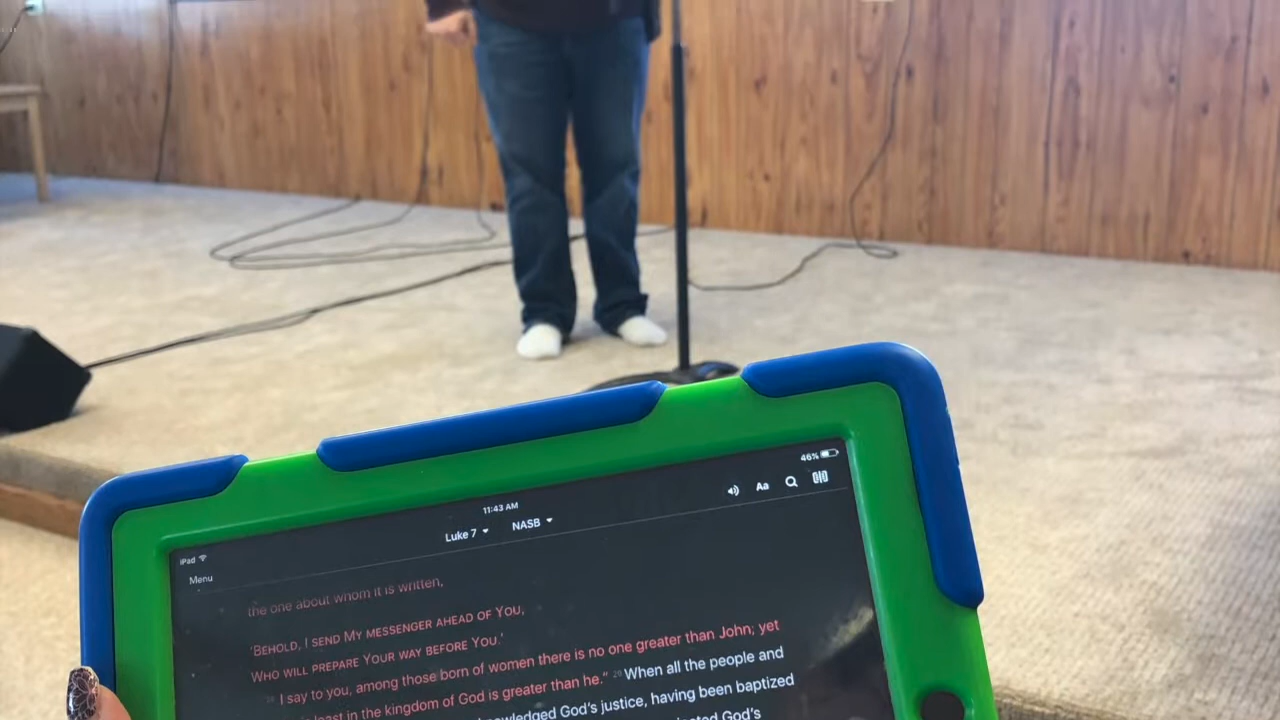 46%
11:43 AM
Aa
Luke 7 NASB
iPad
Menu
the one about whom it is written,
'BEHOLD, I SEND MY MESSENGER AHEAD OF YOU,
WHO WILL PREPARE YOUR WAY BEFORE YOU.'
I say to you, among those born of women there is no one greater than John; yet
least in the kingdom of God is greater than he." 29 When all the people and
God's justice, having been baptized
God's